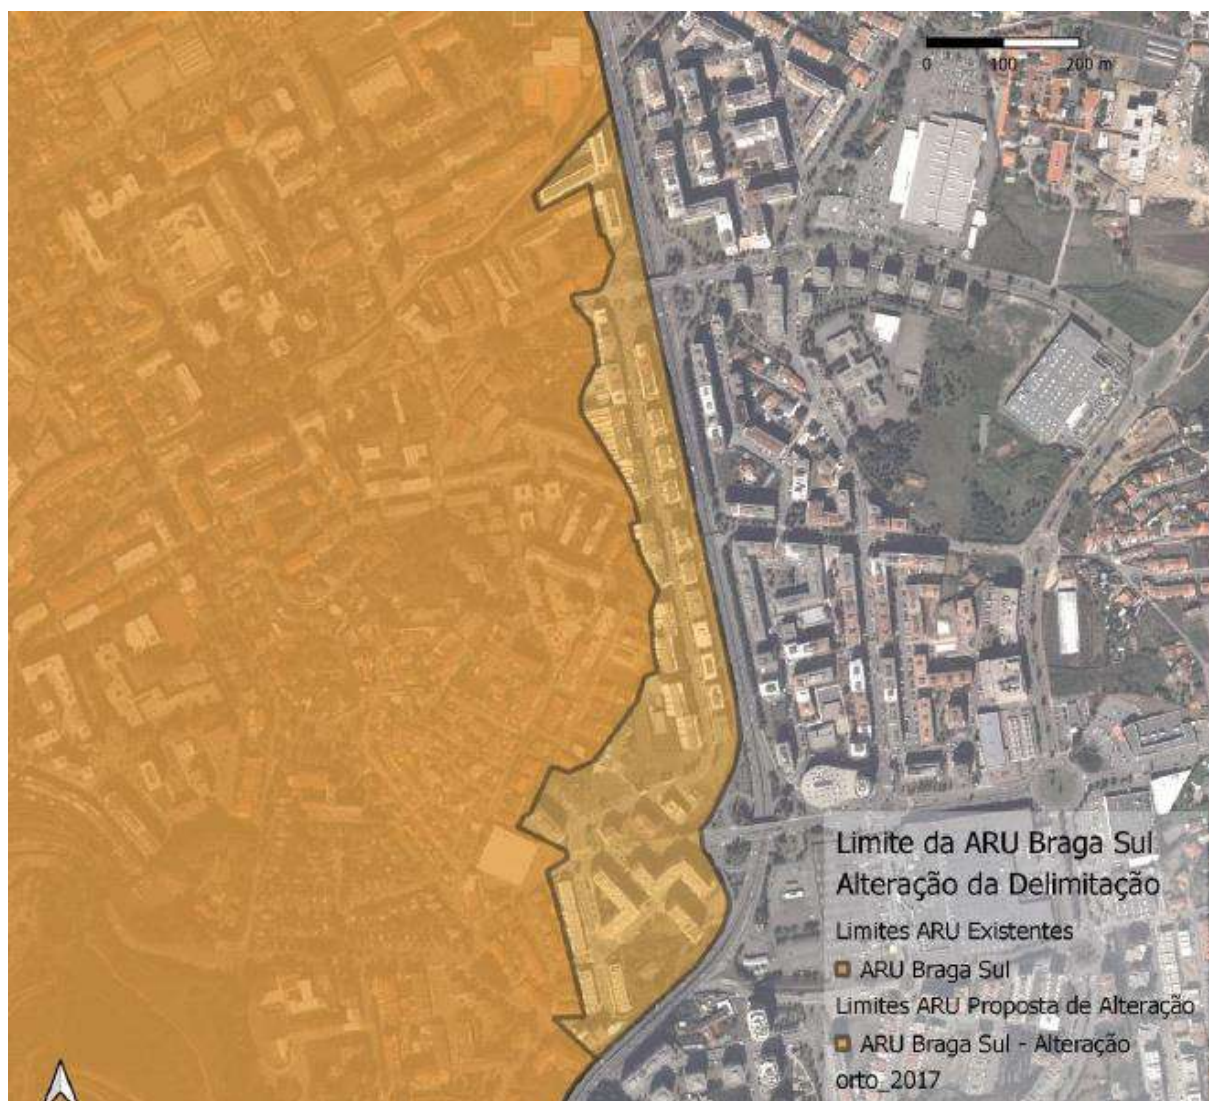 0 100 200 m
Limite da ARU Braga Sul
Alteração da Delimitação
Limites ARU Existentes
ARU Braga Sul
Limites ARU Proposta de Alteração
ARU Braga Sul - Alteração
orto_2017